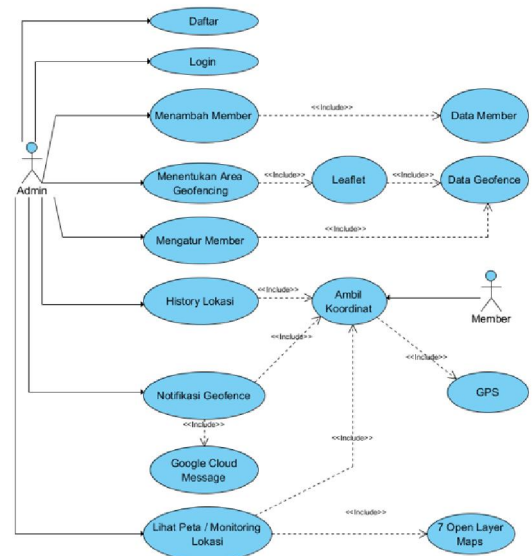 Daftar
Login
Menambah Member
<<Include>>
Data Member
Admin
Menentukan Area
Geofencing
<<Include>>
Leaflet
<<Include>>
Data Geofence
Mengatur Member
<<Include>>
History Lokasi
<<Include>>
Ambil
Koordinat
Member
<<Include>>
<<Include>>
GPS
Notifikasi Geofence
<<Include>>
Google Cloud
Message
<<Include>>
Lihat Peta / Monitoring
Lokasi
<<Include>>
7 Open Layer
Maps